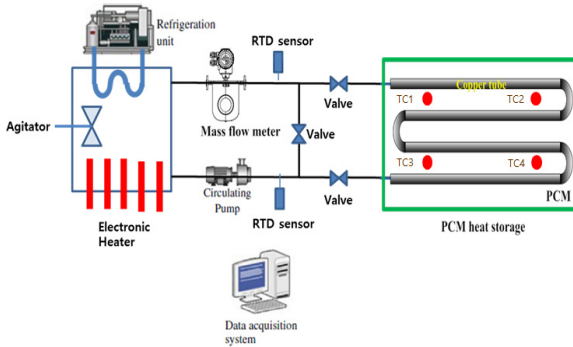 Refrigeration
unit
RTD sensor
Agitator
Mass flow meter
Valve
Valve
Copper tube
TC1
TC2
TC3
TC4
Circulating
Pump
RTD sensor
Valve
PCM
Electronic
Heater
PCM heat storage
Data acquisition
system